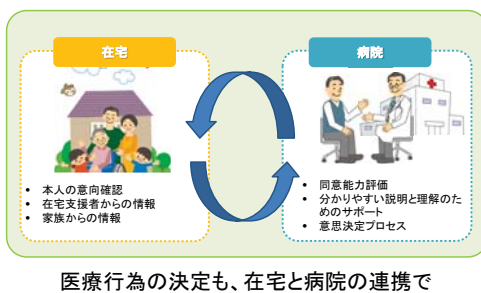 在宅
本人の意向確認
在宅支援者からの情報
家族からの情報
病院
同意能力評価
分かりやすい説明と理解のた
めのサポート
意思決定プロセス
医療行為の決定も、在宅と病院の連携で